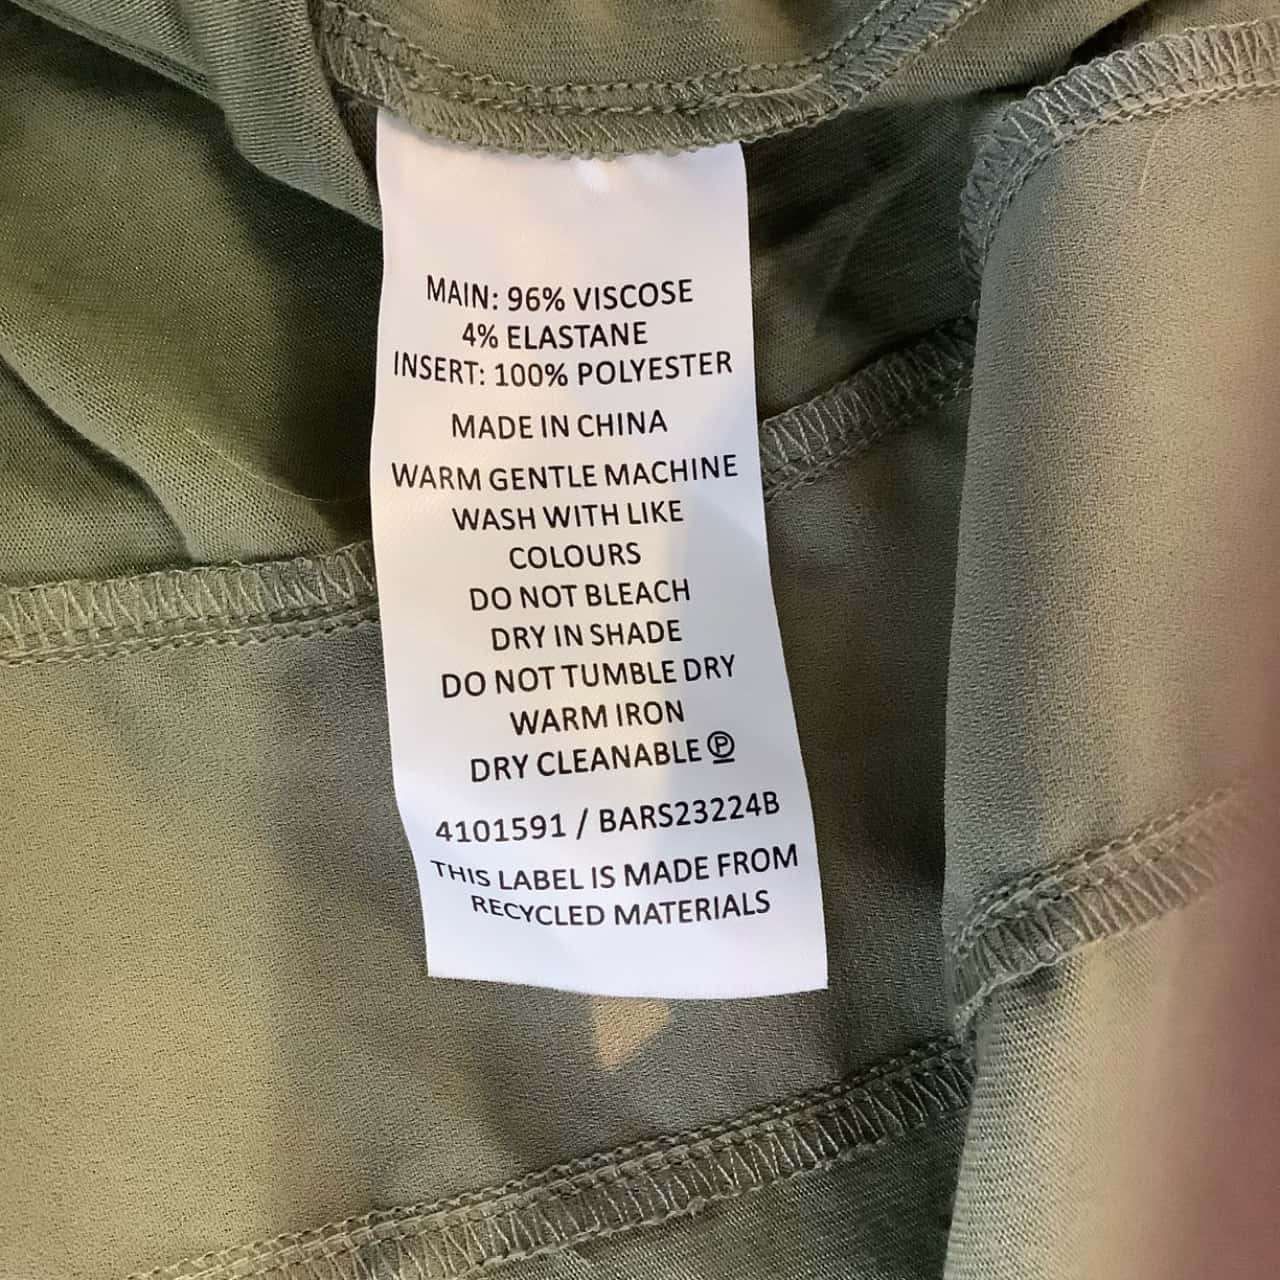 MAIN: 96% VISCOSE
4% ELASTANE
INSERT: 100% POLYESTER
MADE IN CHINA
WARM GENTLE MACHINE
WASH WITH LIKE
COLOURS
DO NOT BLEACH
DRY IN SHADE
DO NOT TUMBLE DRY
WARM IRON
DRY CLEANABLE Ⓟ
4101591 / BARS23224B
THIS LABEL IS MADE FROM
RECYCLED MATERIALS